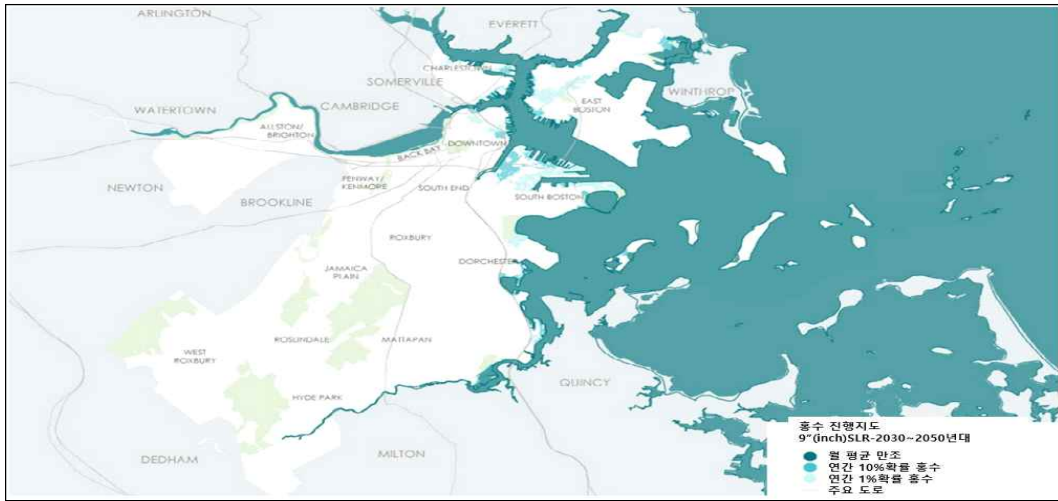 ARLINGTON
EVERETT
CHARLESTOWN
SOMERVILLE
WINTHROP
EAST
BOSTON
WATERTOWN
CAMBRIDGE
ALLSTON/
BRIGHTON
DOWNTOWN
BACK BAY
FENWAY/
KENMORE
NEWTON
SOUTH END
SOUTH BOSTON
BROOKLINE
ROXBURY
DORCHESTER
JAMAICA
PLAIN
ROSLINDALE
MATTAPAN
WEST
ROXBURY
QUINCY
HYDE PARK
DEDHAM
MILTON
홍수 진행지도
9"(inch)SLR-2030~2050년대
월 평균 만조
연간 10%확률 홍수
연간 1%확률 홍수
주요 도로